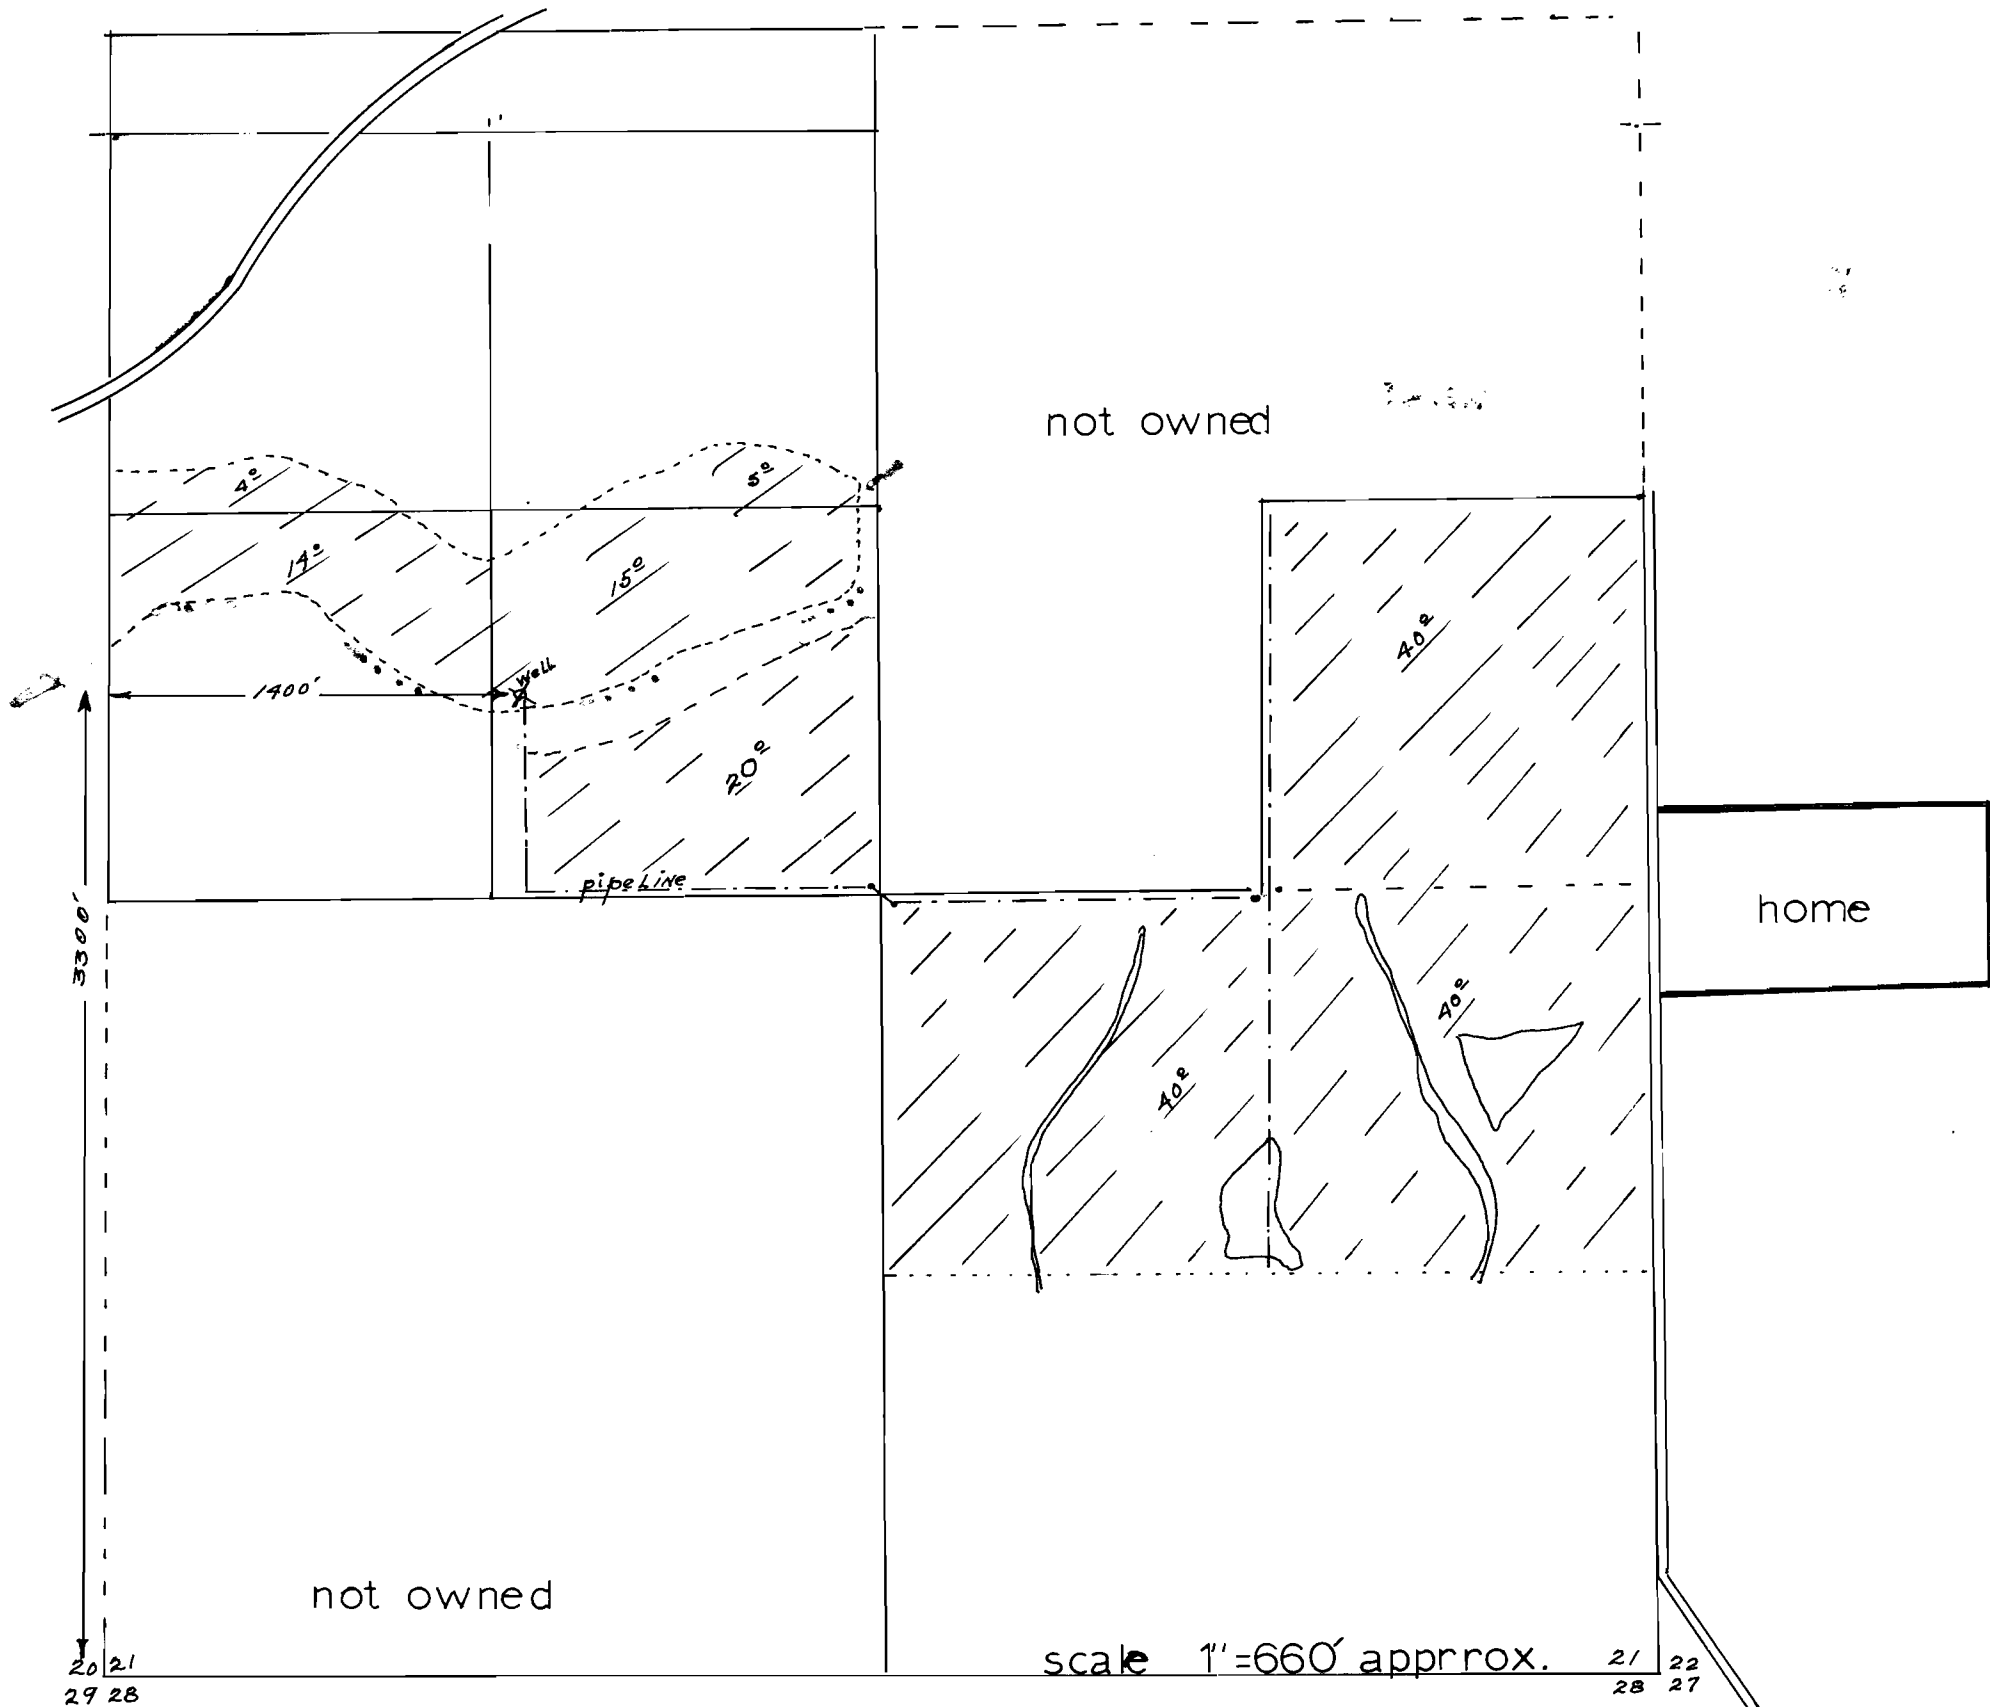 not owned
4º
5º
14º
15º
40º
well
1400'
20º
pipeLine
home
3300'
40º
40º
not owned
scale 1"=660' apprrox.
20 21
29 28
21 22
28 27